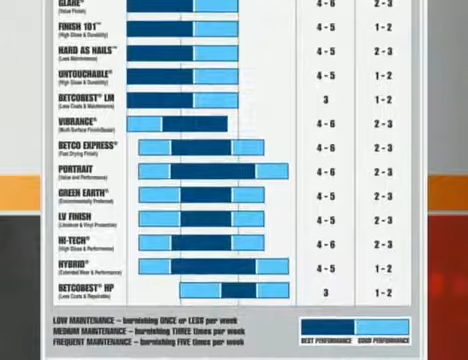 GLARE®
(Value Finish)
4 - 6
2 - 3
FINISH 101™
(High Gloss & Durability)
4 - 5
1 - 2
HARD AS NAILS™
(Less Maintenance)
4 - 5
2 - 3
UNTOUCHABLE®
(High Gloss & Durability)
4 - 5
1 - 2
BETCOBEST® LM
(Less Coats & Maintenance)
3
1 - 2
VIBRANCE®
(Multi-Surface Finish/Sealer)
4 - 6
2 - 3
BETCO EXPRESS®
(Fast Drying Finish)
4 - 6
2 - 3
PORTRAIT
(Value and Performance)
4 - 6
2 - 3
GREEN EARTH®
(Environmentally Preferred)
4 - 5
2 - 3
LV FINISH
(Linoleum & Vinyl Protection)
4 - 5
2 - 3
HI-TECH®
(High Gloss & Performance)
4 - 6
2 - 3
HYBRID®
(Extended Wear & Performance)
4 - 5
1 - 2
BETCOBEST® HP
(Less Coats & Repairable)
3
1 - 2
LOW MAINTENANCE – burnishing ONCE or LESS per week
MEDIUM MAINTENANCE – burnishing THREE times per week
FREQUENT MAINTENANCE – burnishing FIVE times per week
BEST PERFORMANCE
GOOD PERFORMANCE